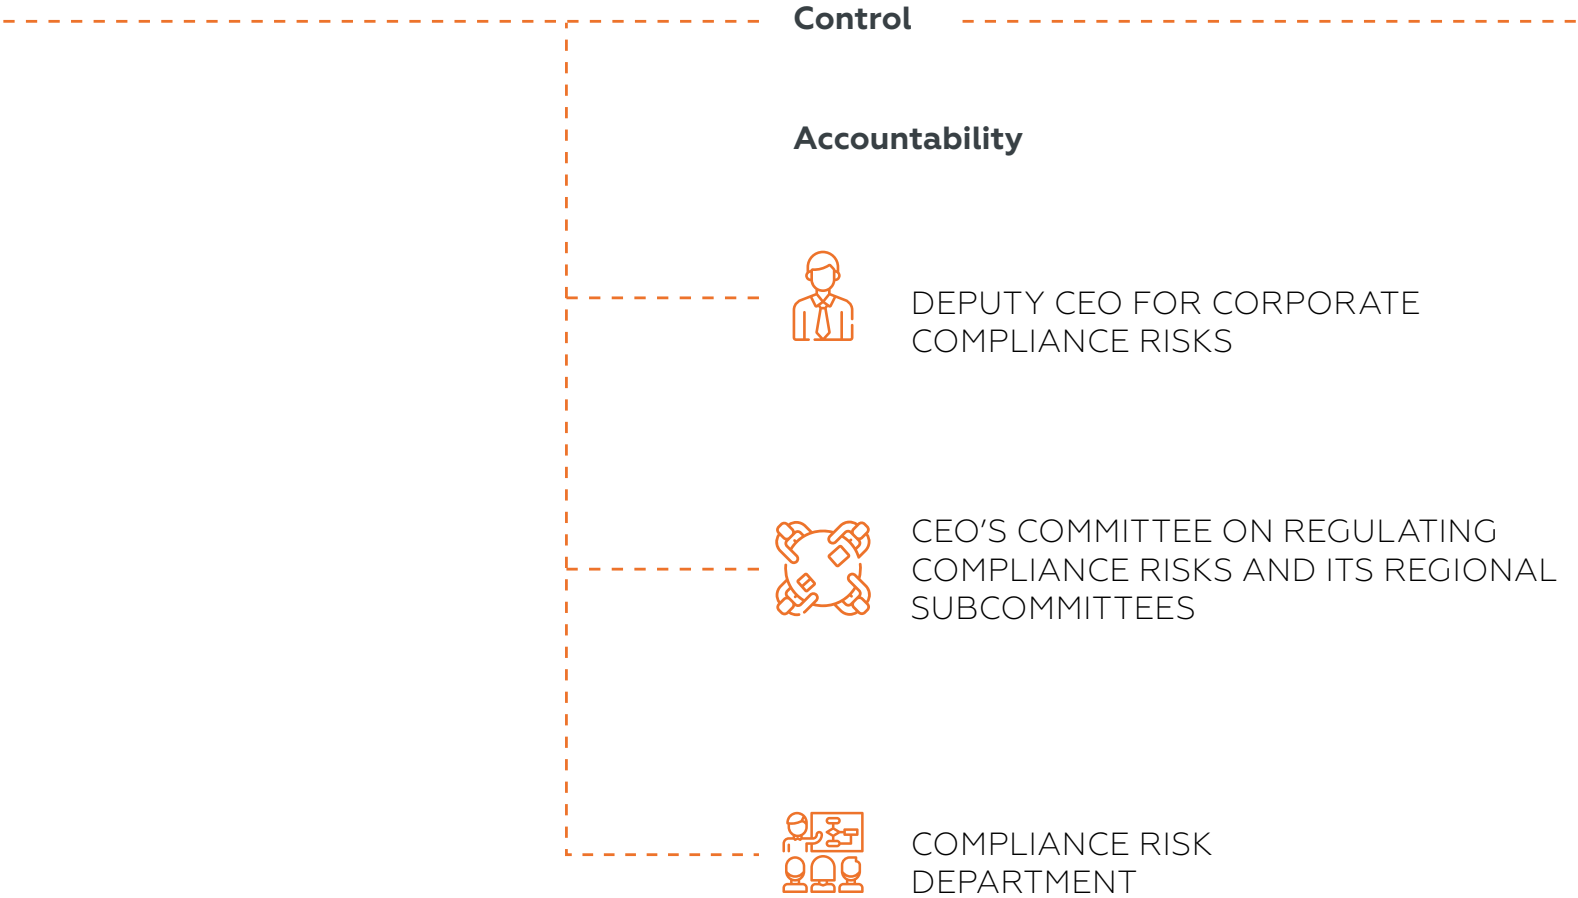 Control
Accountability
DEPUTY CEO FOR CORPORATE
COMPLIANCE RISKS
CEO’S COMMITTEE ON REGULATING
COMPLIANCE RISKS AND ITS REGIONAL
SUBCOMMITTEES
COMPLIANCE RISK
DEPARTMENT